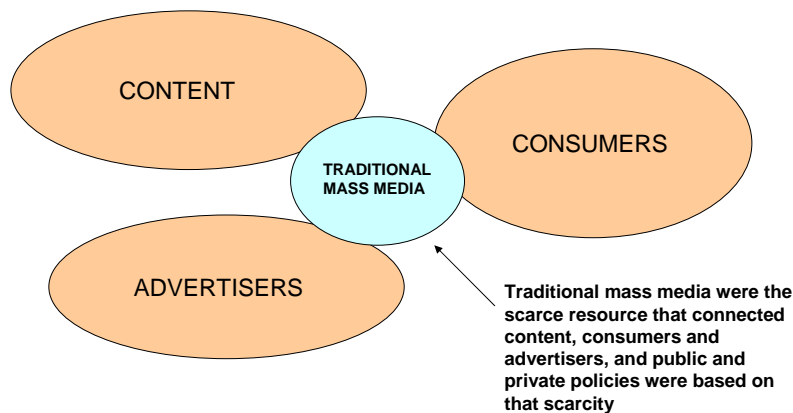 CONTENT
CONSUMERS
TRADITIONAL
MASS MEDIA
ADVERTISERS
Traditional mass media were the
scarce resource that connected
content, consumers and
advertisers, and public and
private policies were based on
that scarcity